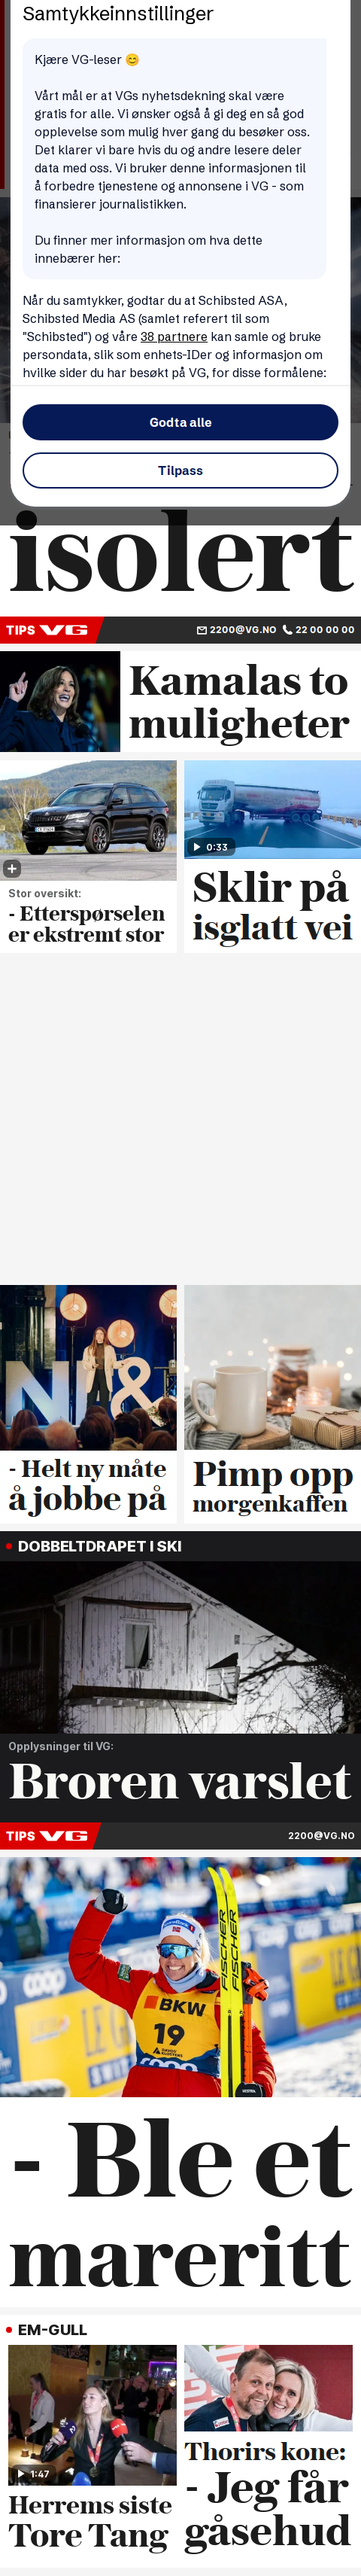 Samtykkeinnstillinger
Kjære VG-leser 😊
Vårt mål er at VGs nyhetsdekning skal være
gratis for alle. Vi ønsker også å gi deg en så god
opplevelse som mulig hver gang du besøker oss.
Det klarer vi bare hvis du og andre lesere deler
data med oss. Vi bruker denne informasjonen til
å forbedre tjenestene og annonsene i VG - som
finansierer journalistikken.
Du finner mer informasjon om hva dette
innebærer her:
Når du samtykker, godtar du at Schibsted ASA,
Schibsted Media AS (samlet referert til som
"Schibsted") og våre 38 partnere kan samle og bruke
persondata, slik som enhets-IDer og informasjon om
hvilke sider du har besøkt på VG, for disse formålene:
Godta alle
Tilpass
isolert
TIPS VG 2200@VG.NO 22 00 00 00
Kamalas to
muligheter
0:33
Stor oversikt:
- Etterspørselen
er ekstremt stor
Sklir på
isglatt vei
N &
- Helt ny måte
å jobbe på
Pimp opp
morgenkaffen
DOBBELTDRAPET I SKI
Opplysninger til VG:
Broren varslet
TIPS VG 2200@VG.NO
FISCHER
FISCHER
BKW
19
- Ble et
mareritt
EM-GULL
1:47
Herrems siste
Tore Tang
Thorirs kone:
- Jeg får
gåsehud